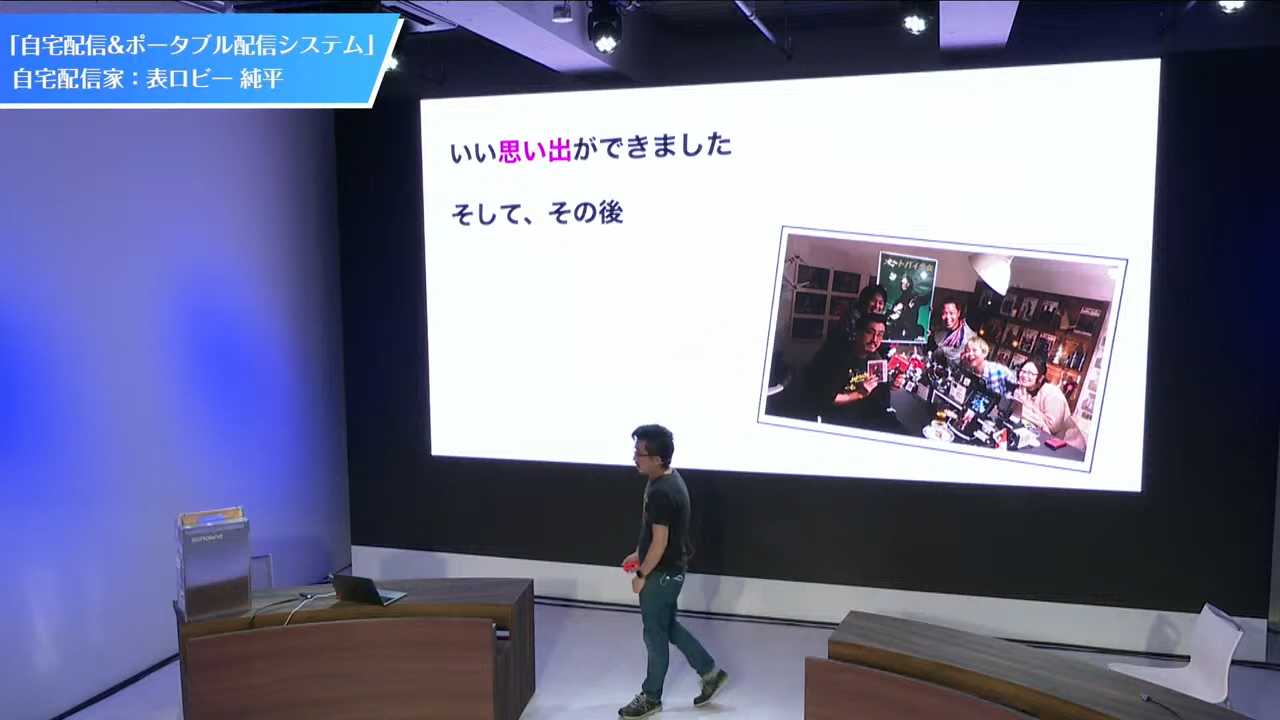 「自宅配信&ポータブル配信システム」
自宅配信家：表ロビー 純平
いい思い出ができました
そして、その後
Roland